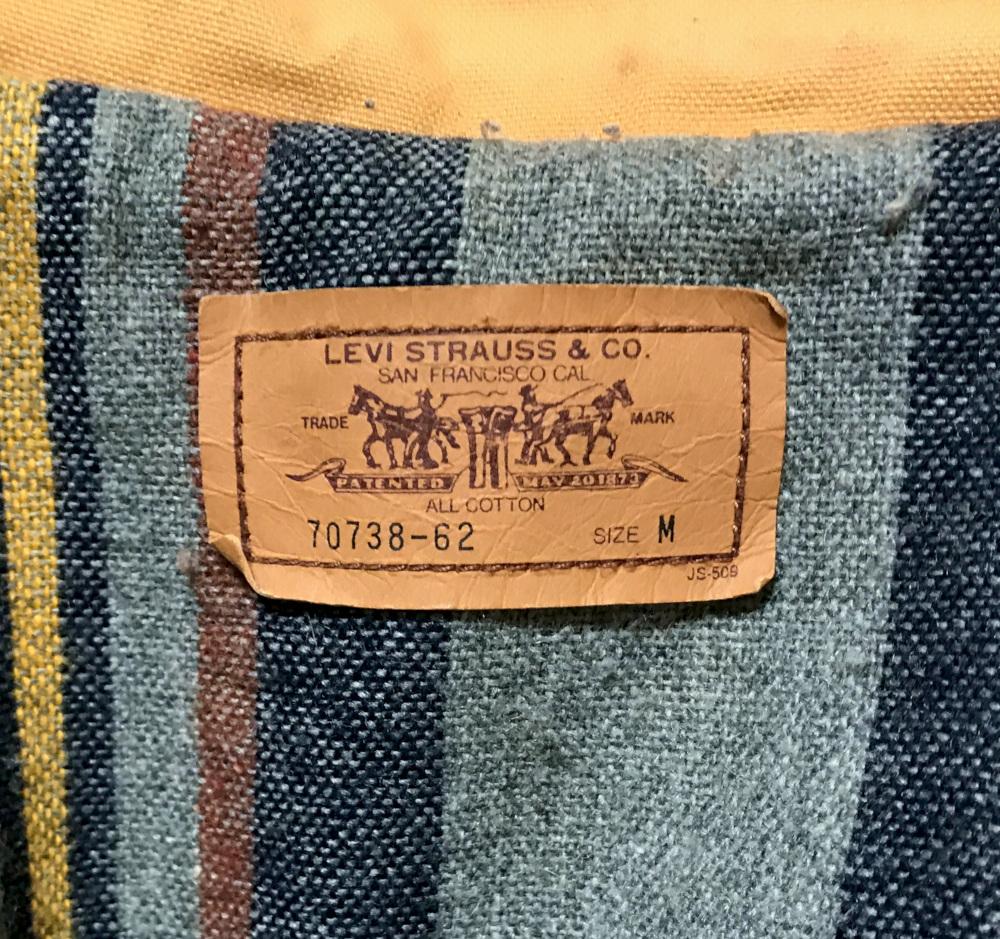 LEVI STRAUSS & CO.
SAN FRANCISCO CAL
TRADE MARK
PATENTED MAY 20 1873
ALL COTTON
70738-62 SIZE M
JS-509